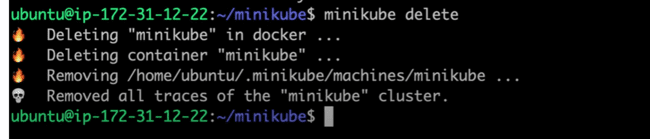 ubuntu@ip-172-31-12-22:~/minikube$ minikube delete
🔥 Deleting "minikube" in docker ...
🔥 Deleting container "minikube" ...
🔥 Removing /home/ubuntu/.minikube/machines/minikube ...
💀 Removed all traces of the "minikube" cluster.
ubuntu@ip-172-31-12-22:~/minikube$